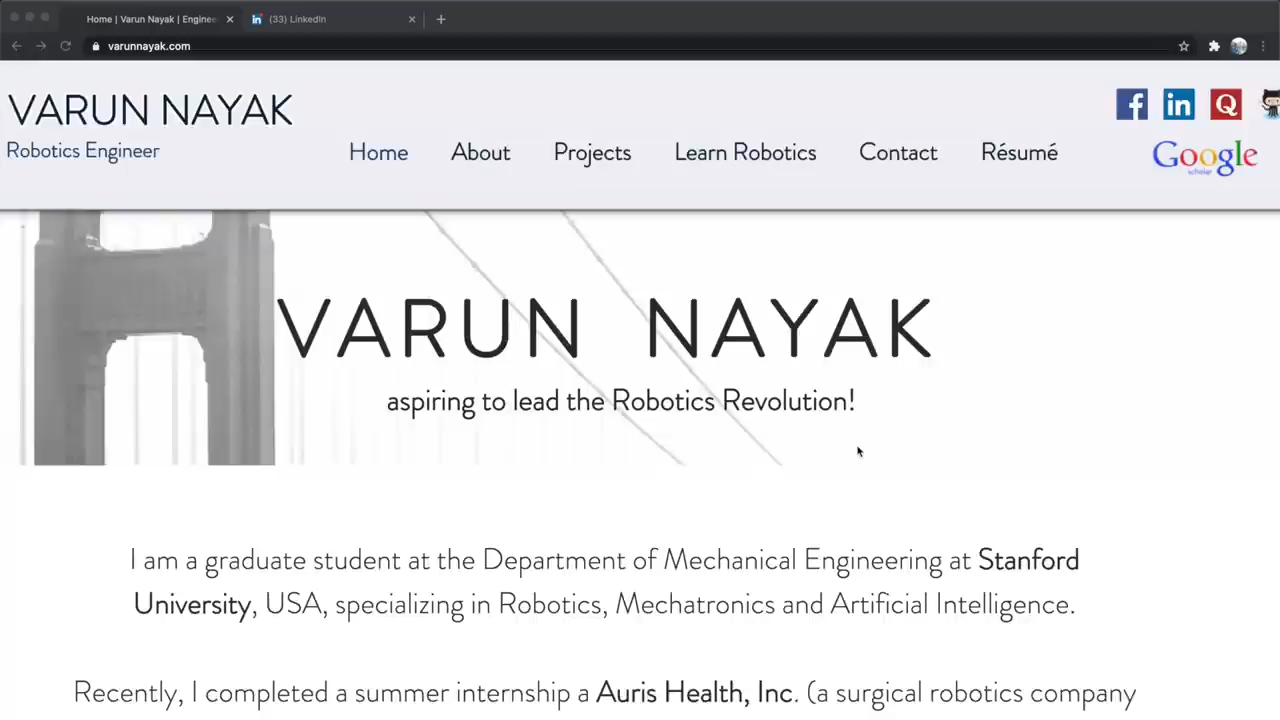 Home | Varun Nayak | Enginee
(33) LinkedIn
varunnayak.com
VARUN NAYAK
Robotics Engineer
Home About Projects Learn Robotics Contact Résumé
Google
scholar
VARUN NAYAK
aspiring to lead the Robotics Revolution!
I am a graduate student at the Department of Mechanical Engineering at Stanford
University, USA, specializing in Robotics, Mechatronics and Artificial Intelligence.
Recently, I completed a summer internship a Auris Health, Inc. (a surgical robotics company